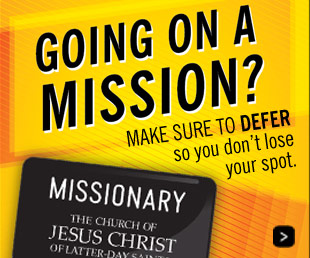 GOING ON A
MISSION?
MAKE SURE TO DEFER
so you don't lose
your spot.
MISSIONARY
THE CHURCH OF
JESUS CHRIST
OF LATTER-DAY SAINTS